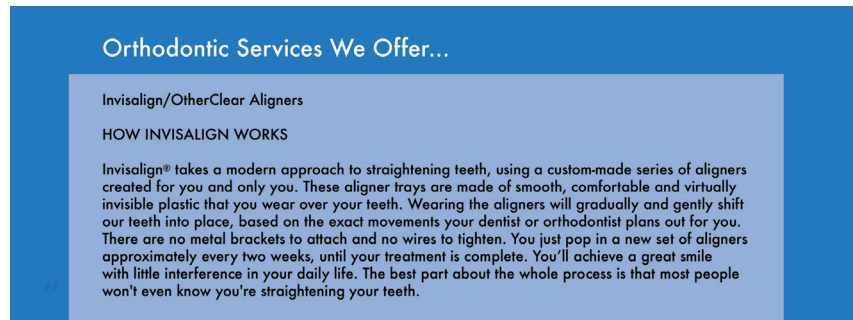 Orthodontic Services We Offer...
Invisalign/OtherClear Aligners
HOW INVISALIGN WORKS
Invisalign® takes a modern approach to straightening teeth, using a custom-made series of aligners
created for you and only you. These aligner trays are made of smooth, comfortable and virtually
invisible plastic that you wear over your teeth. Wearing the aligners will gradually and gently shift
our teeth into place, based on the exact movements your dentist or orthodontist plans out for you.
There are no metal brackets to attach and no wires to tighten. You just pop in a new set of aligners
approximately every two weeks, until your treatment is complete. You’ll achieve a great smile
with little interference in your daily life. The best part about the whole process is that most people
won't even know you're straightening your teeth.
"